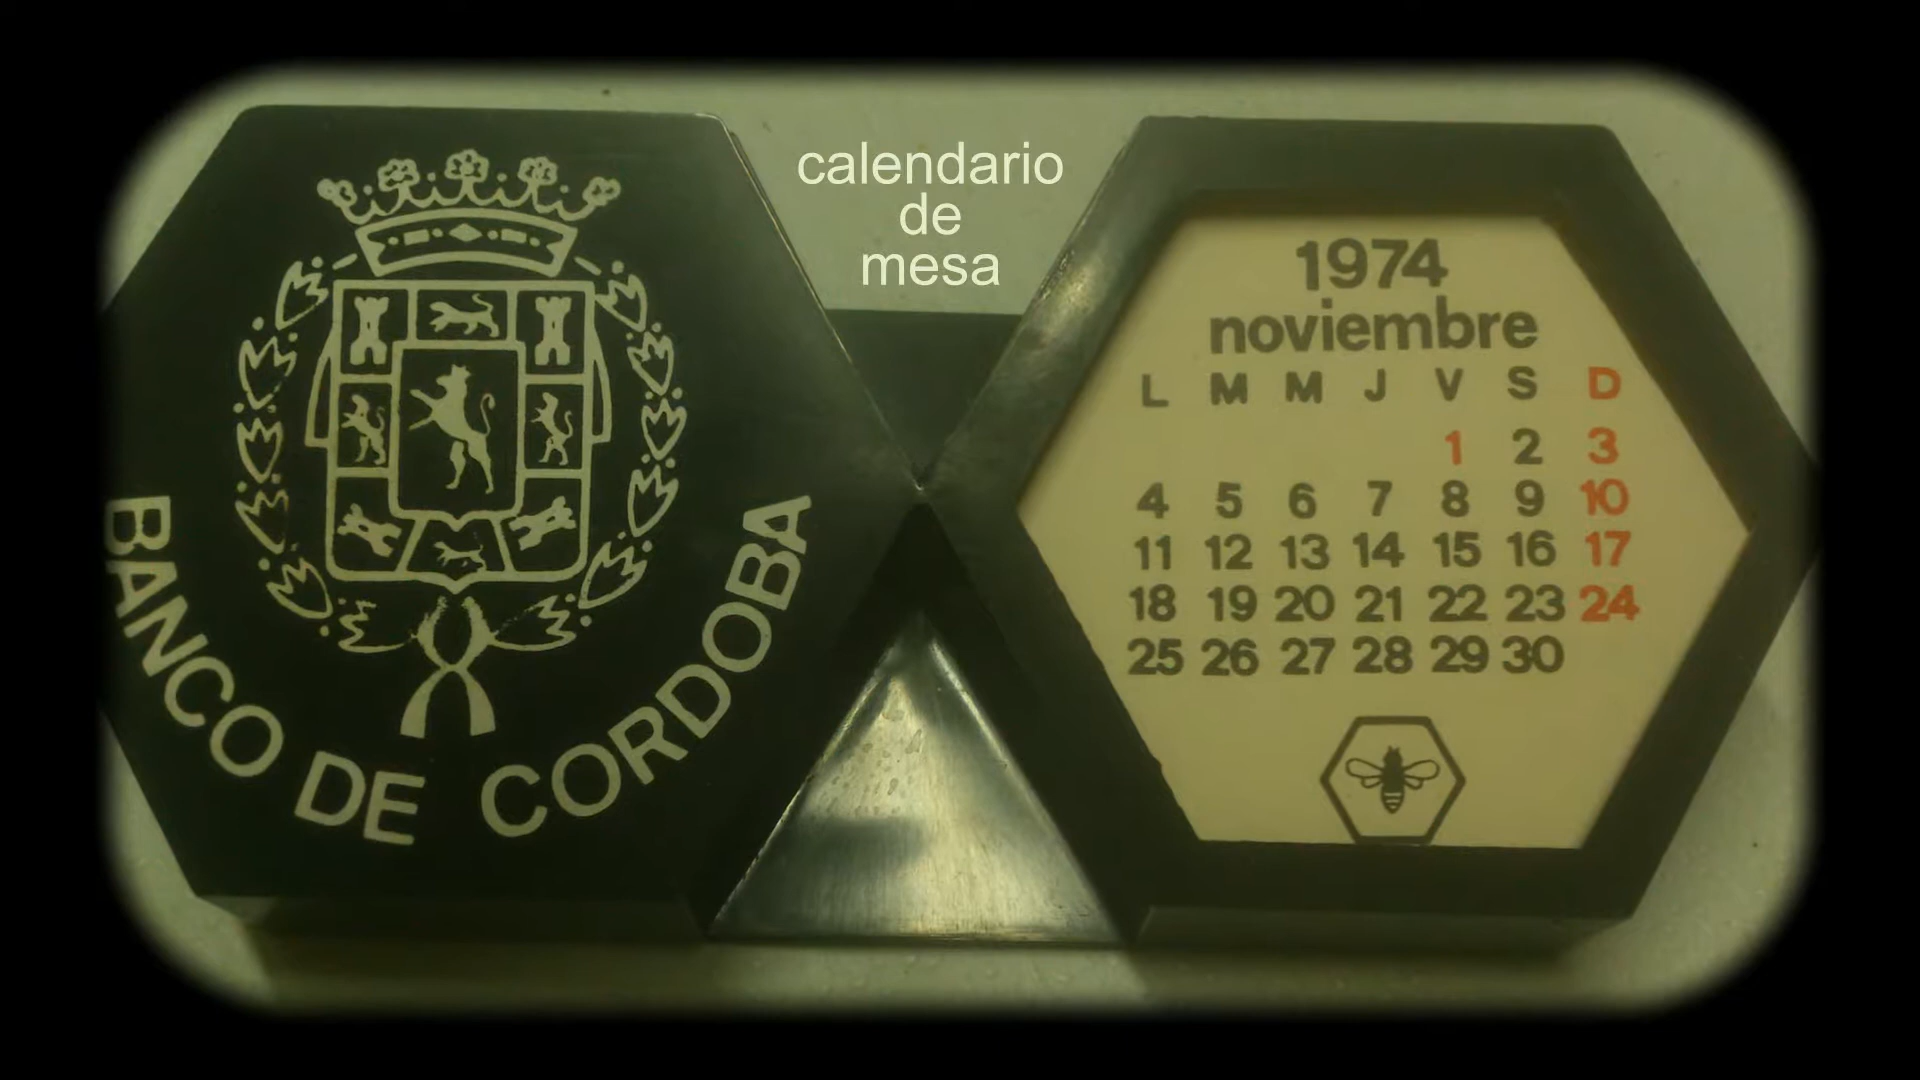 calendario
de
mesa
BANCO DE CORDOBA
1974
noviembre
L M M J V S D
1 2 3
4 5 6 7 8 9 10
11 12 13 14 15 16 17
18 19 20 21 22 23 24
25 26 27 28 29 30